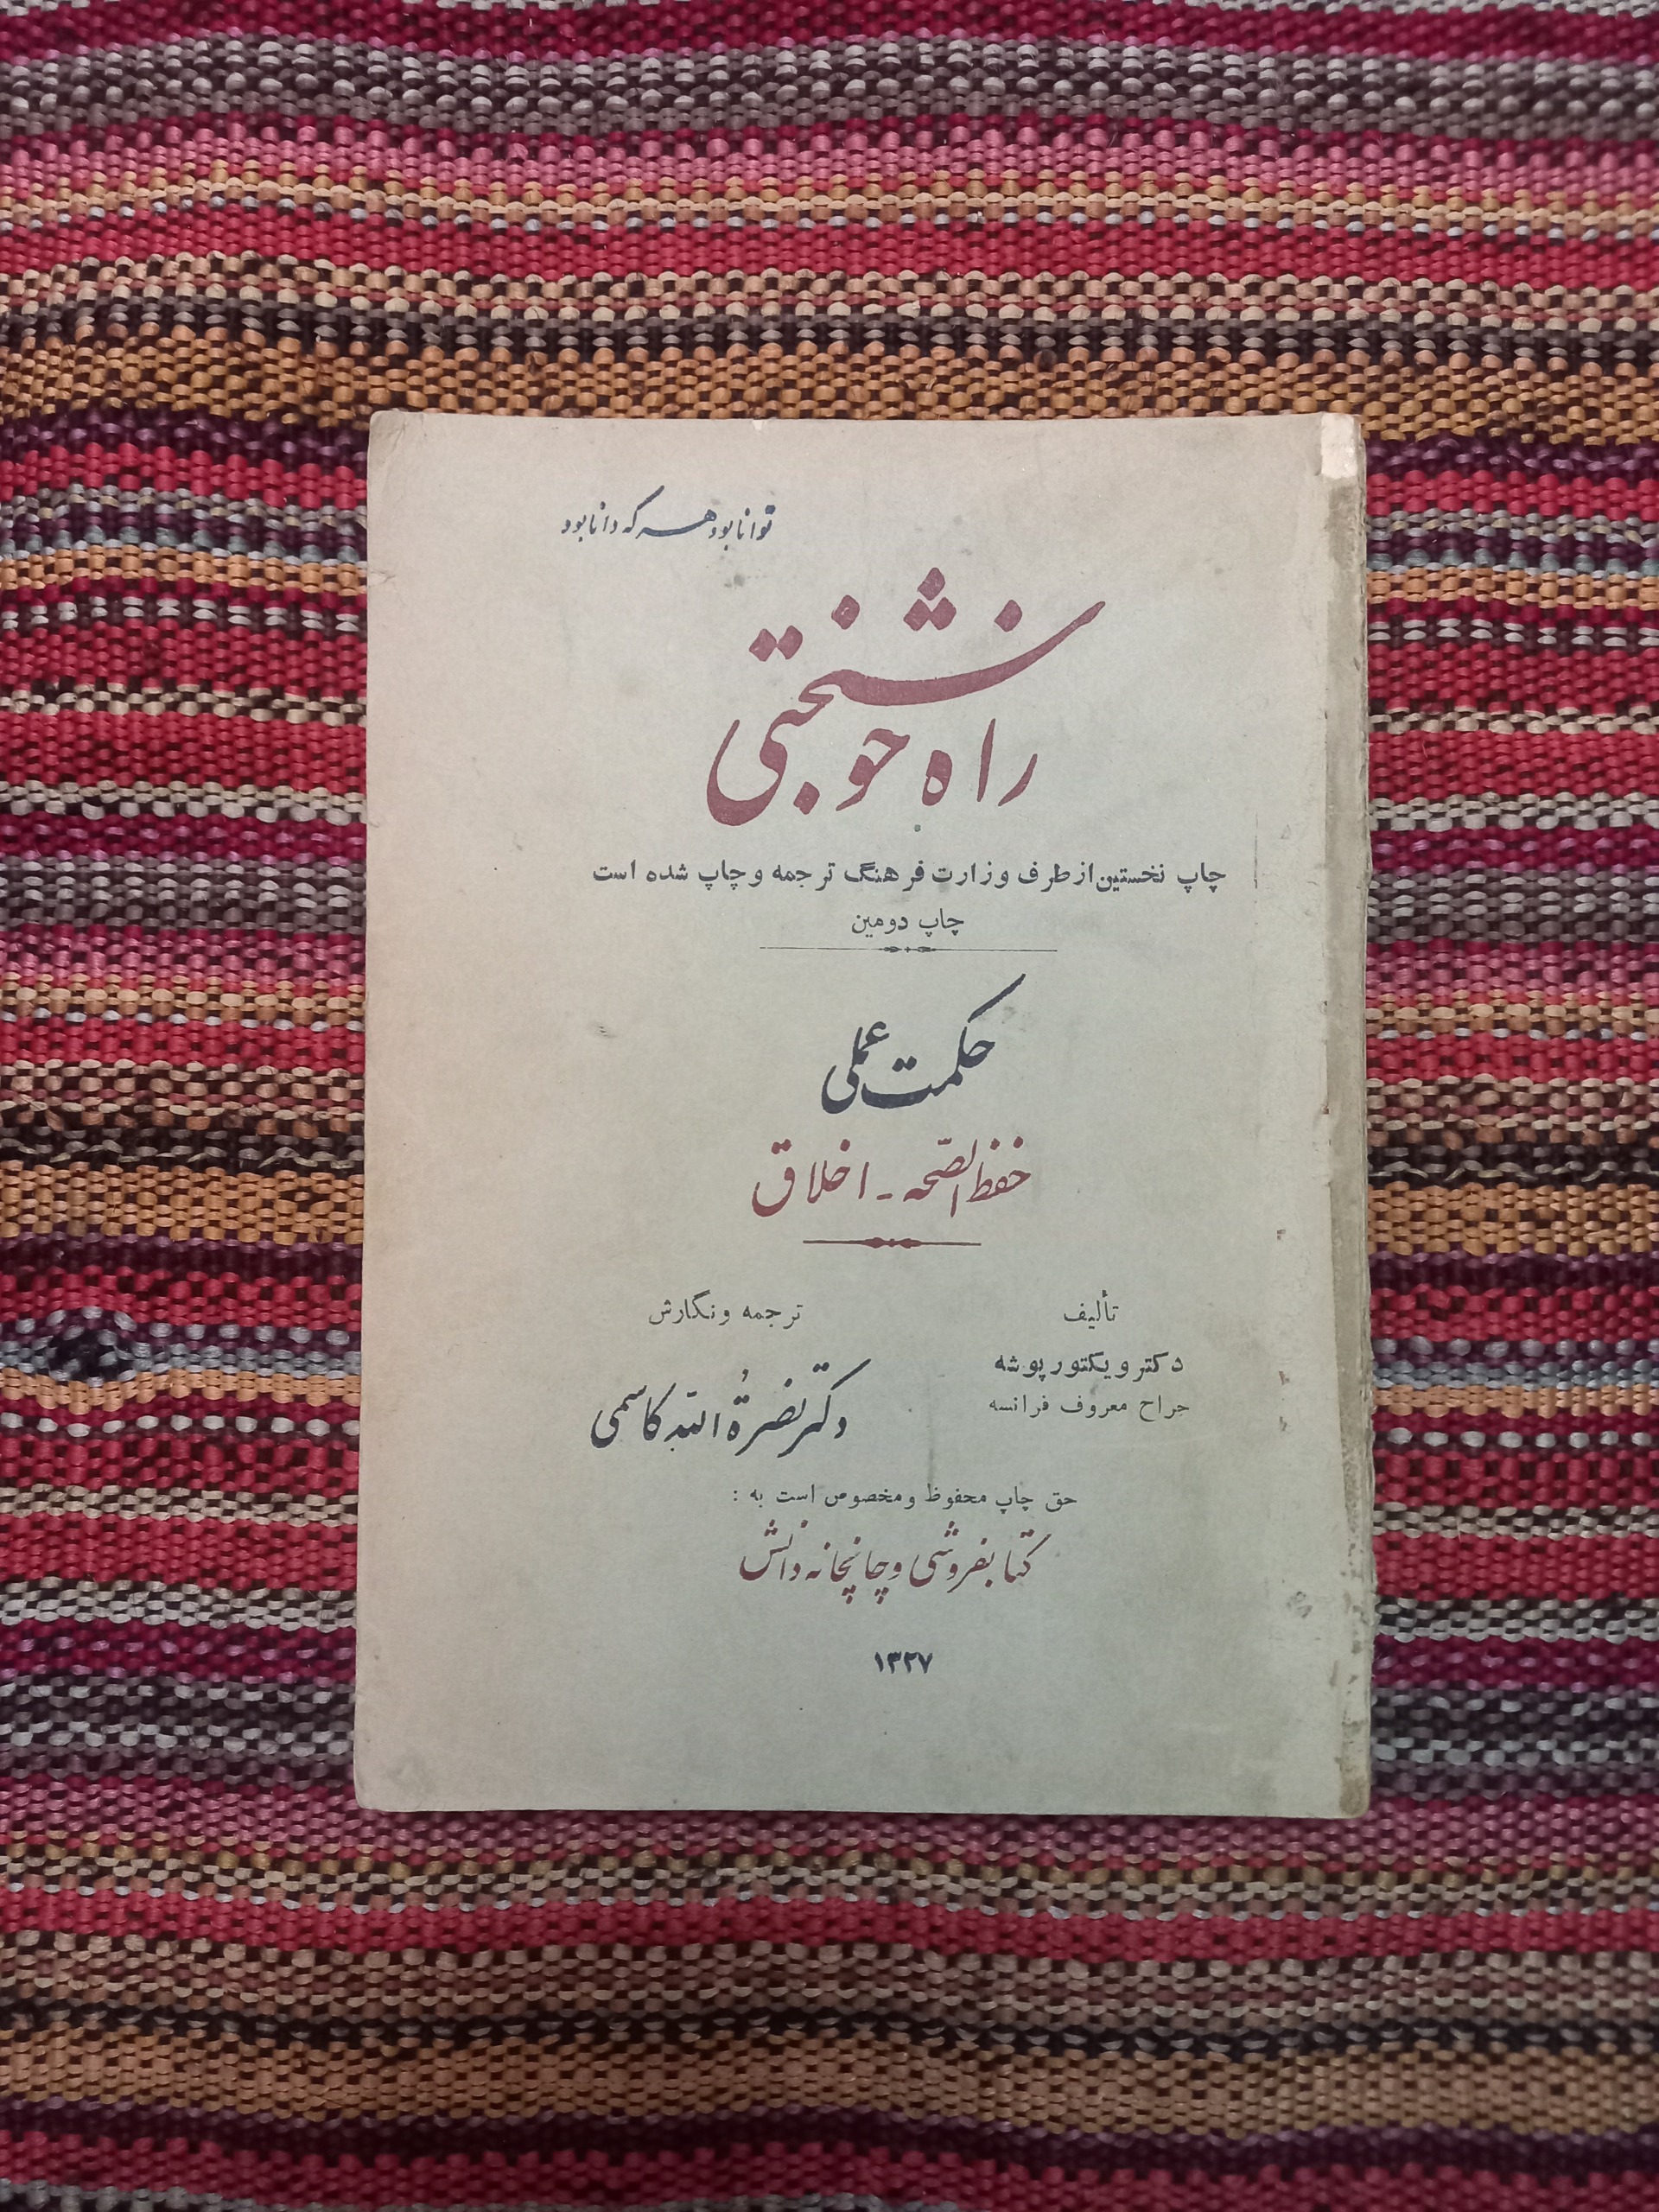 توانا بود هر که دانا بود
راه خوشبختی
چاپ نخستین از طرف وزارت فرهنگ ترجمه و چاپ شده است
چاپ دومین
حکمت عملی
حفظ الصّحه - اخلاق
تألیف
دکتر ویکتور پوشه
جراح معروف فرانسه
ترجمه و نگارش
دکتر نصرةُ الله کاسمی
حق چاپ محفوظ و مخصوص است به :
کتابفروشی و چاپخانه دانش
۱۳۲۷